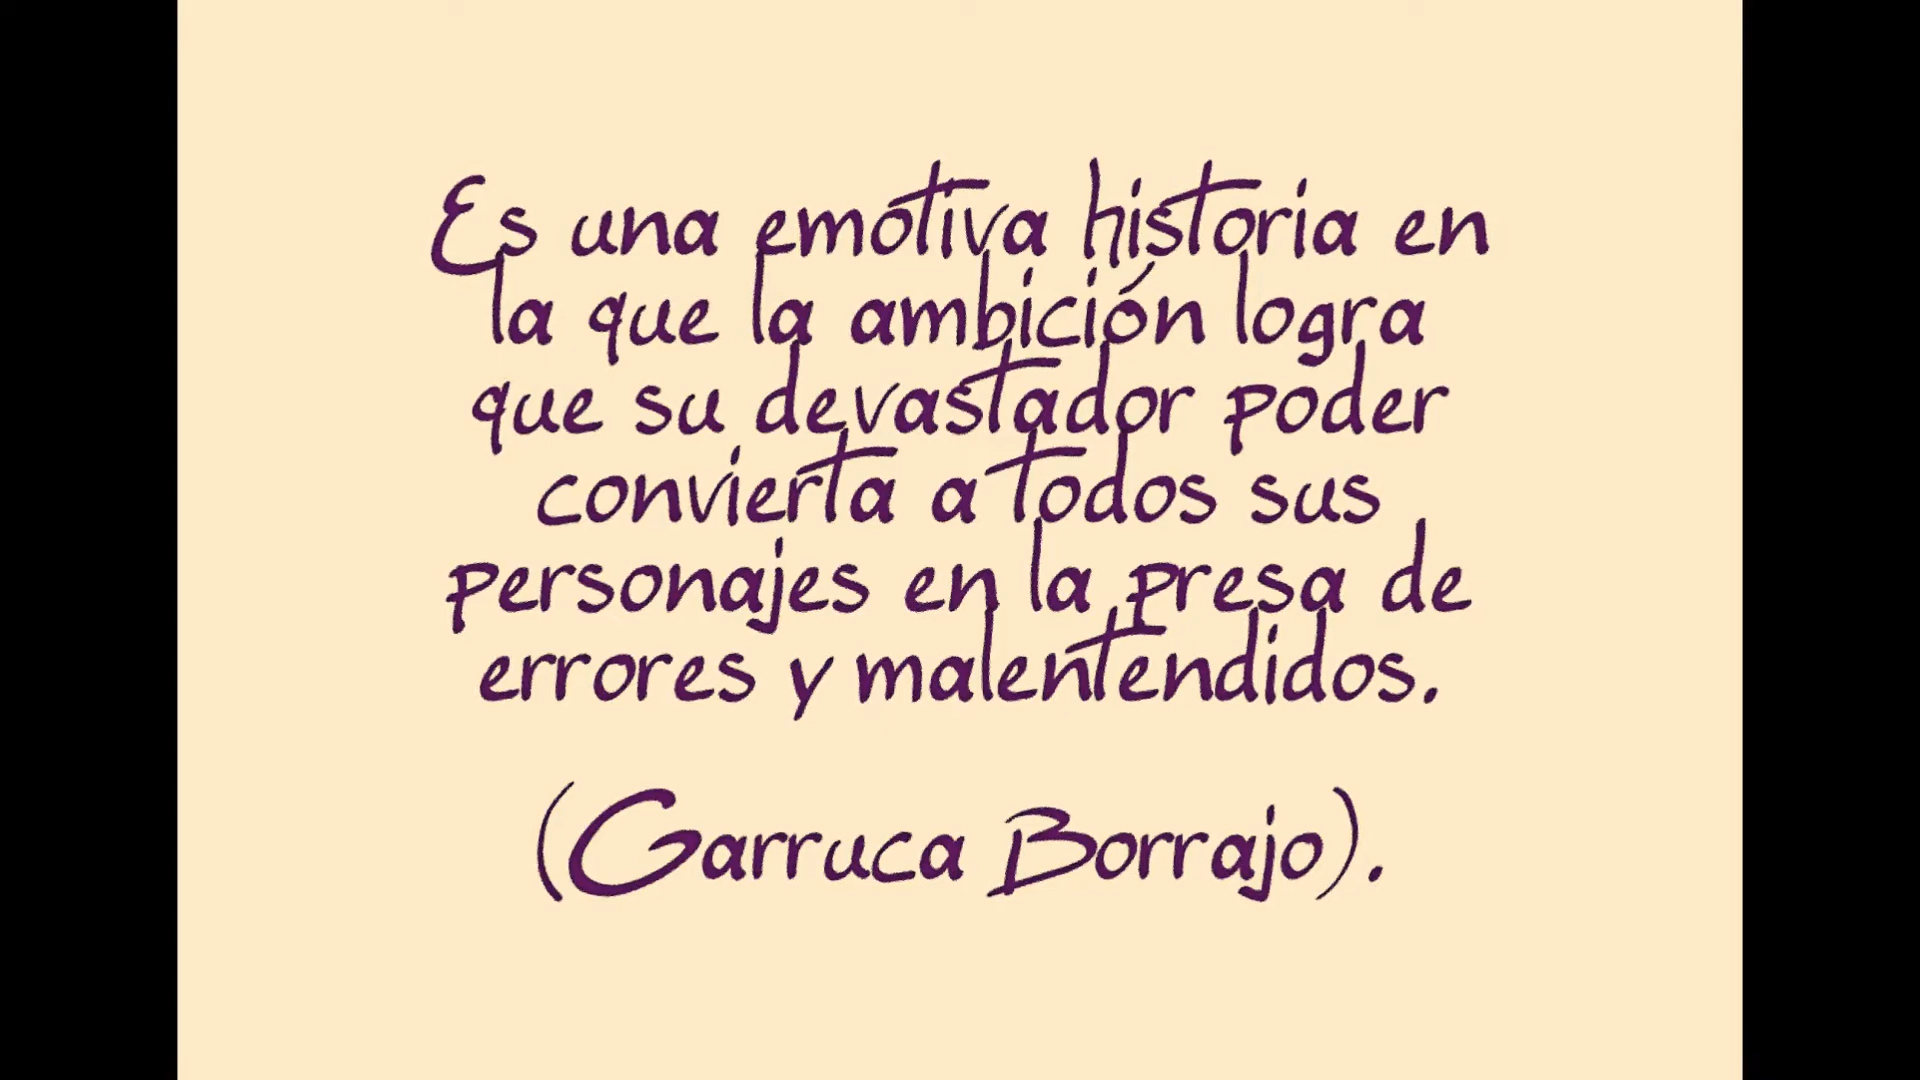 Es una emotiva historia en
la que la ambición logra
que su devastador poder
convierta a todos sus
personajes en la presa de
errores y malentendidos.
(Garruca Borrajo).